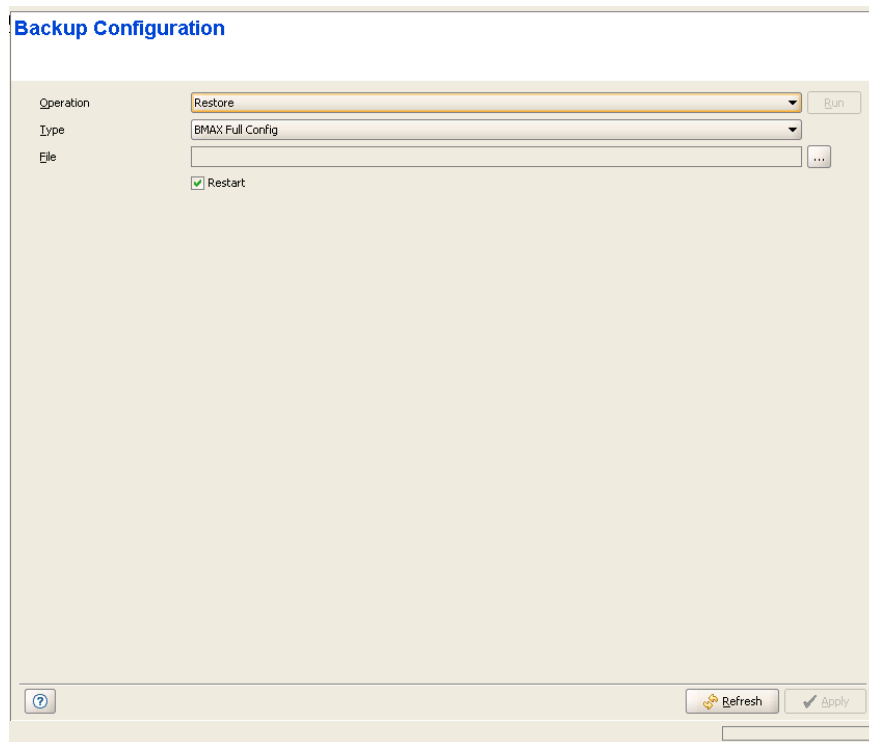 Backup Configuration
Operation Restore Run
Type BMAX Full Config
File ...
Restart
? Refresh Apply